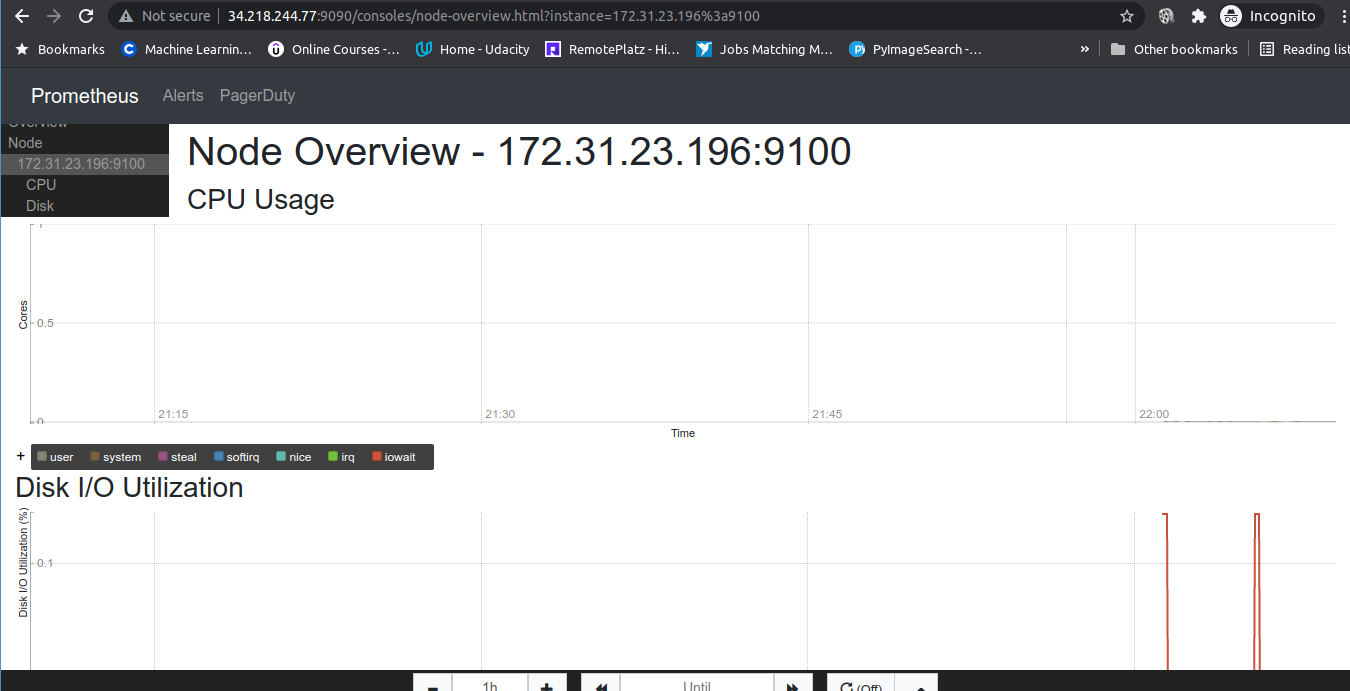 Not secure 34.218.244.77:9090/consoles/node-overview.html?instance=172.31.23.196%3a9100 Incognito
Bookmarks Machine Learnin... Online Courses -... Home - Udacity RemotePlatz - Hi... Jobs Matching M... PyImageSearch -... » Other bookmarks Reading list
Prometheus Alerts PagerDuty
Overview
Node
172.31.23.196:9100
CPU
Disk
Node Overview - 172.31.23.196:9100
CPU Usage
1
Cores
0.5
0
21:15 21:30 21:45 22:00
Time
+ user system steal softirq nice irq iowait
Disk I/O Utilization
Disk I/O Utilization (%)
0.1
1h Until (Off)